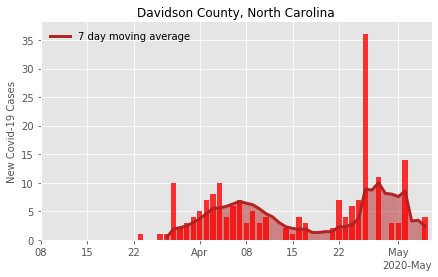 Davidson County, North Carolina
7 day moving average
New Covid-19 Cases
35
30
25
20
15
10
5
0
08 15 22 Apr 08 15 22 May
2020-May